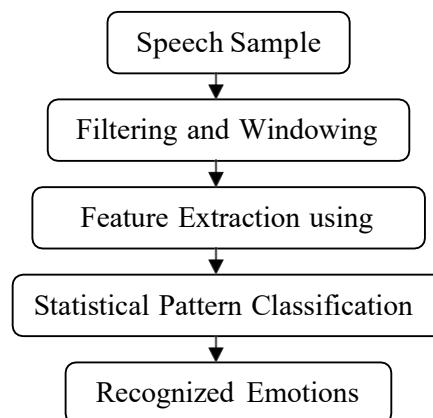 Speech Sample
Filtering and Windowing
Feature Extraction using
Statistical Pattern Classification
Recognized Emotions